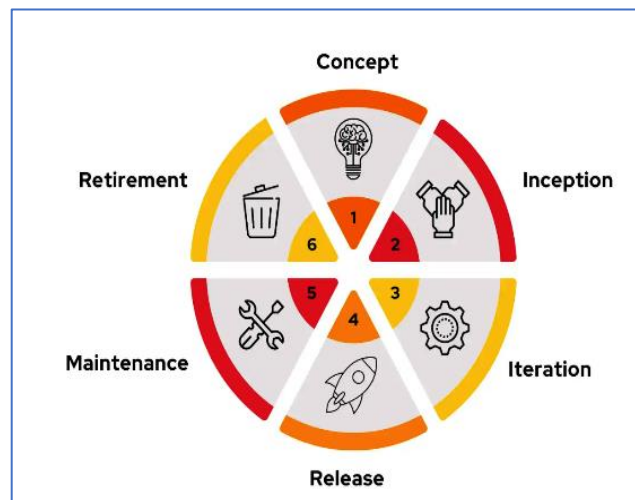 Concept
Retirement
Inception
1
6
2
5
3
4
Maintenance
Iteration
Release